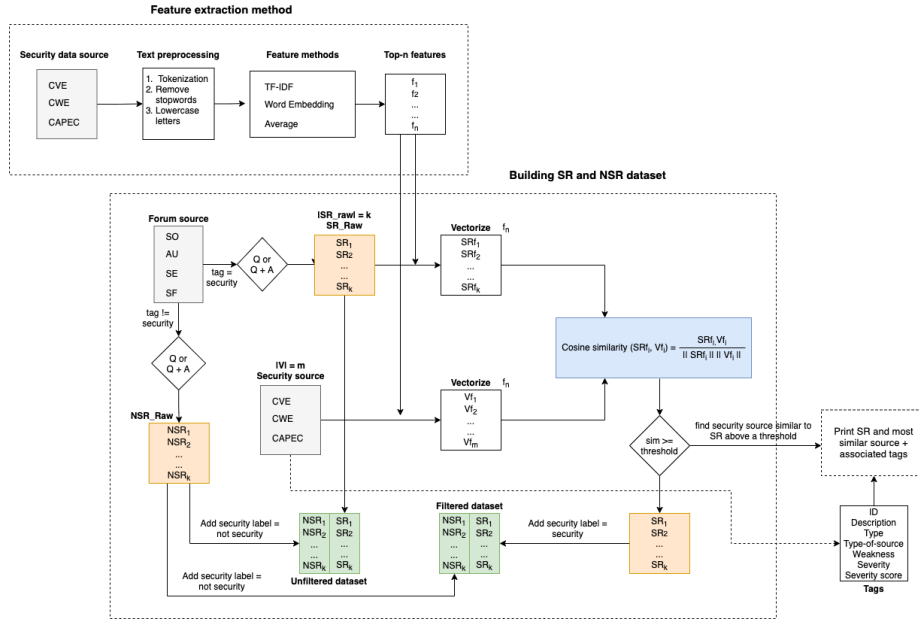 Feature extraction method
Security data source
CVE
CWE
CAPEC
Text preprocessing
1. Tokenization
2. Remove
stopwords
3. Lowercase
letters
Feature methods
TF-IDF
Word Embedding
Average
Top-n features
f1
f2
...
...
fn
Building SR and NSR dataset
Forum source
SO
AU
SE
SF
tag =
security
Q or
Q + A
|SR_raw| = k
SR_Raw
SR1
SR2
...
...
SRk
Vectorize fn
SRf1
SRf2
...
...
SRfk
tag !=
security
Q or
Q + A
NSR_Raw
NSR1
NSR2
...
...
NSRk
|V| = m
Security source
CVE
CWE
CAPEC
Vectorize fn
Vf1
Vf2
...
...
Vfm
Cosine similarity (SRfi, Vfi) = SRfi. Vfi
|| SRfi || || Vfi ||
sim >=
threshold
find security source similar to
SR above a threshold
Print SR and most
similar source +
associated tags
Add security label =
not security
NSR1 SR1
NSR2 SR2
... ...
... ...
NSRk SRk
Unfiltered dataset
Add security label =
not security
Filtered dataset
NSR1 SR1
NSR2 SR2
... ...
... ...
NSRk SRk
Add security label =
security
SR1
SR2
...
...
SRk
ID
Description
Type
Type-of-source
Weakness
Severity
Severity score
Tags